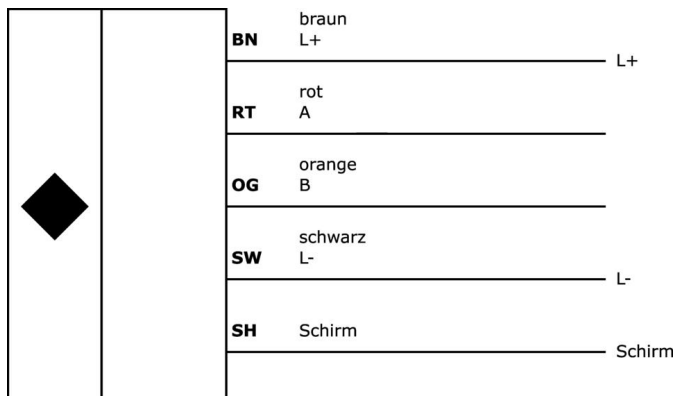 braun
BN L+
L+
rot
RT A
orange
OG B
schwarz
SW L-
L-
SH Schirm
Schirm